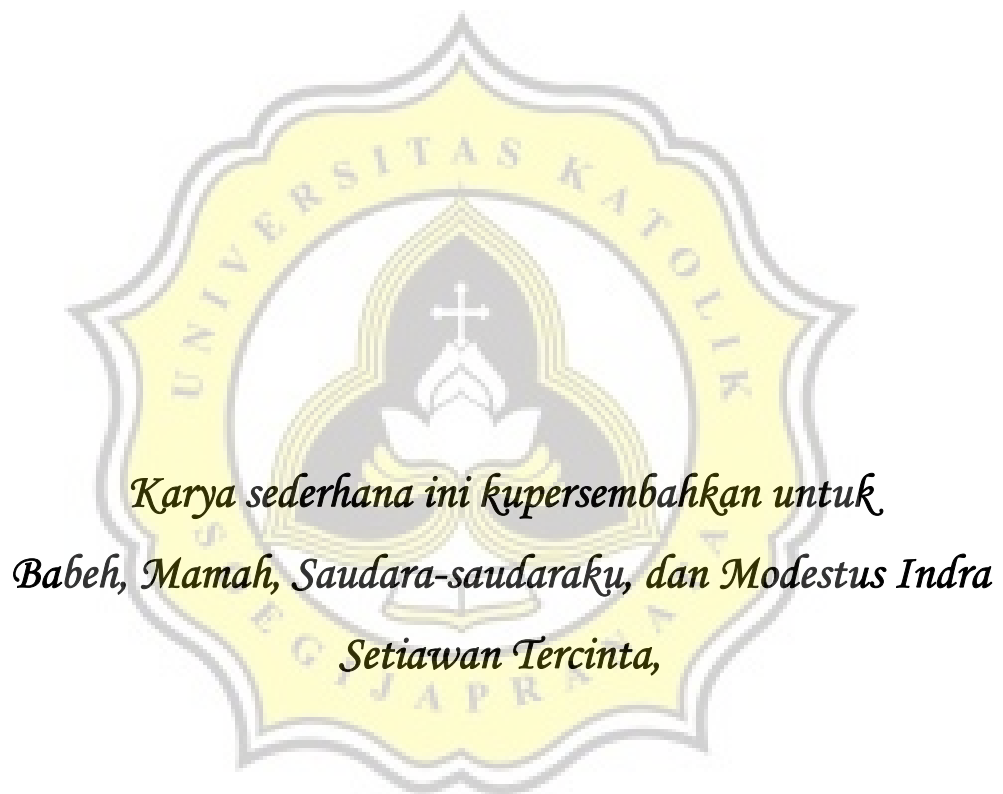 UNIVERSITAS KATOLIK
Karya sederhana ini kupersembahkan untuk
Babeh, Mamah, Saudara-saudaraku, dan Modestus Indra
Setiawan Tercinta,
SOEGIJAPRANATA